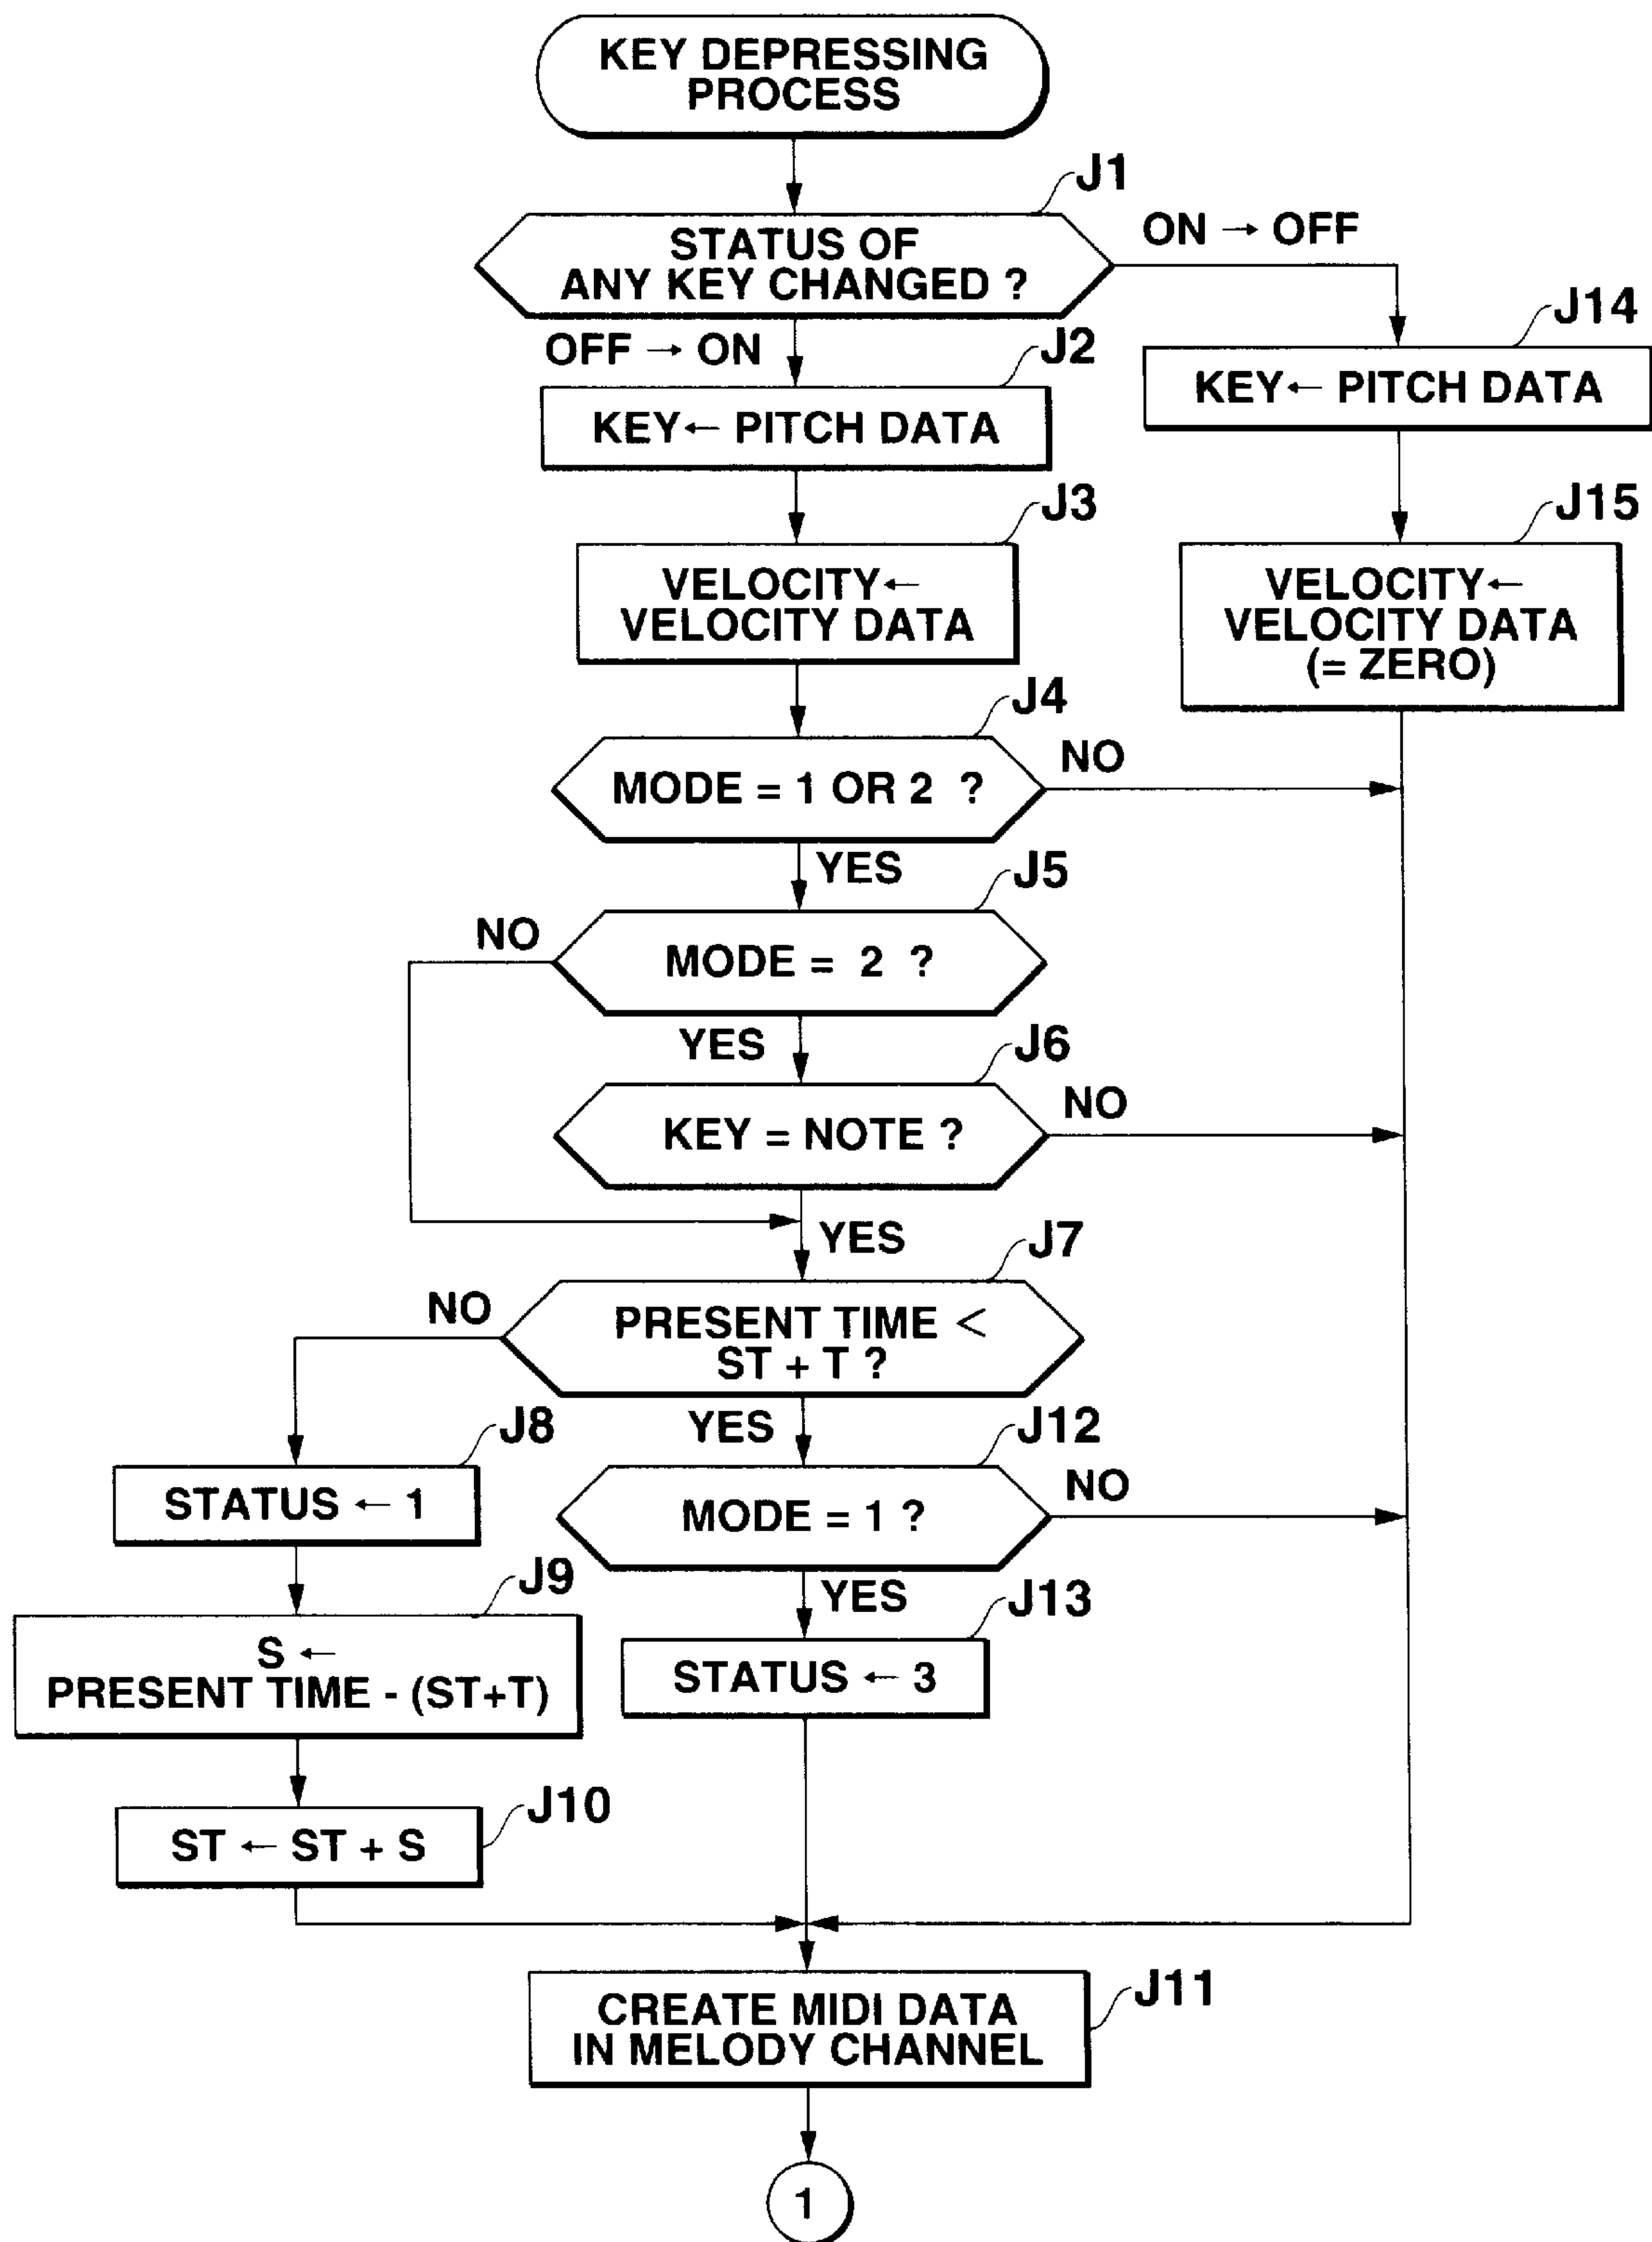 KEY DEPRESSING
PROCESS
J1
STATUS OF
ANY KEY CHANGED ?
ON → OFF
OFF → ON
J2
KEY← PITCH DATA
J14
KEY← PITCH DATA
J3
VELOCITY←
VELOCITY DATA
J15
VELOCITY←
VELOCITY DATA
(= ZERO)
J4
MODE = 1 OR 2 ?
NO
YES
J5
MODE = 2 ?
NO
YES
J6
KEY = NOTE ?
NO
YES
J7
PRESENT TIME <
ST + T ?
NO
YES
J8
STATUS ← 1
J12
MODE = 1 ?
NO
YES
J9
S ←
PRESENT TIME - (ST+T)
J13
STATUS ← 3
J10
ST ← ST + S
J11
CREATE MIDI DATA
IN MELODY CHANNEL
1